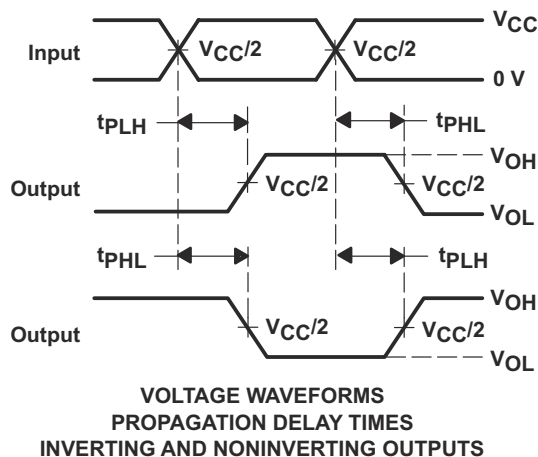 Input
VCC/2
VCC/2
VCC
0 V
tPLH
tPHL
Output
VCC/2
VCC/2
VOH
VOL
tPHL
tPLH
Output
VCC/2
VCC/2
VOH
VOL
VOLTAGE WAVEFORMS
PROPAGATION DELAY TIMES
INVERTING AND NONINVERTING OUTPUTS